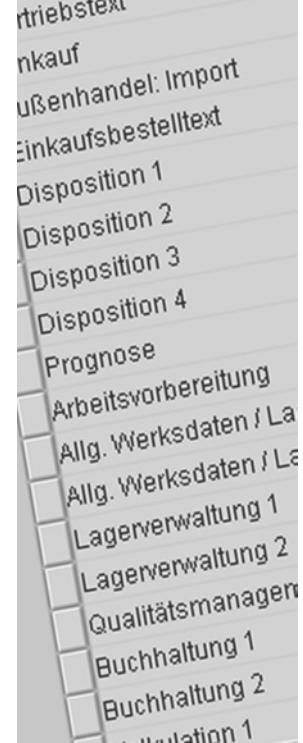 nkauf
ußenhandel: Import
Einkaufsbestelltext
Disposition 1
Disposition 2
Disposition 3
Disposition 4
Prognose
Arbeitsvorbereitung
Allg. Werksdaten / La
Allg. Werksdaten / La
Lagerverwaltung 1
Lagerverwaltung 2
Qualitätsmanagem
Buchhaltung 1
Buchhaltung 2
1